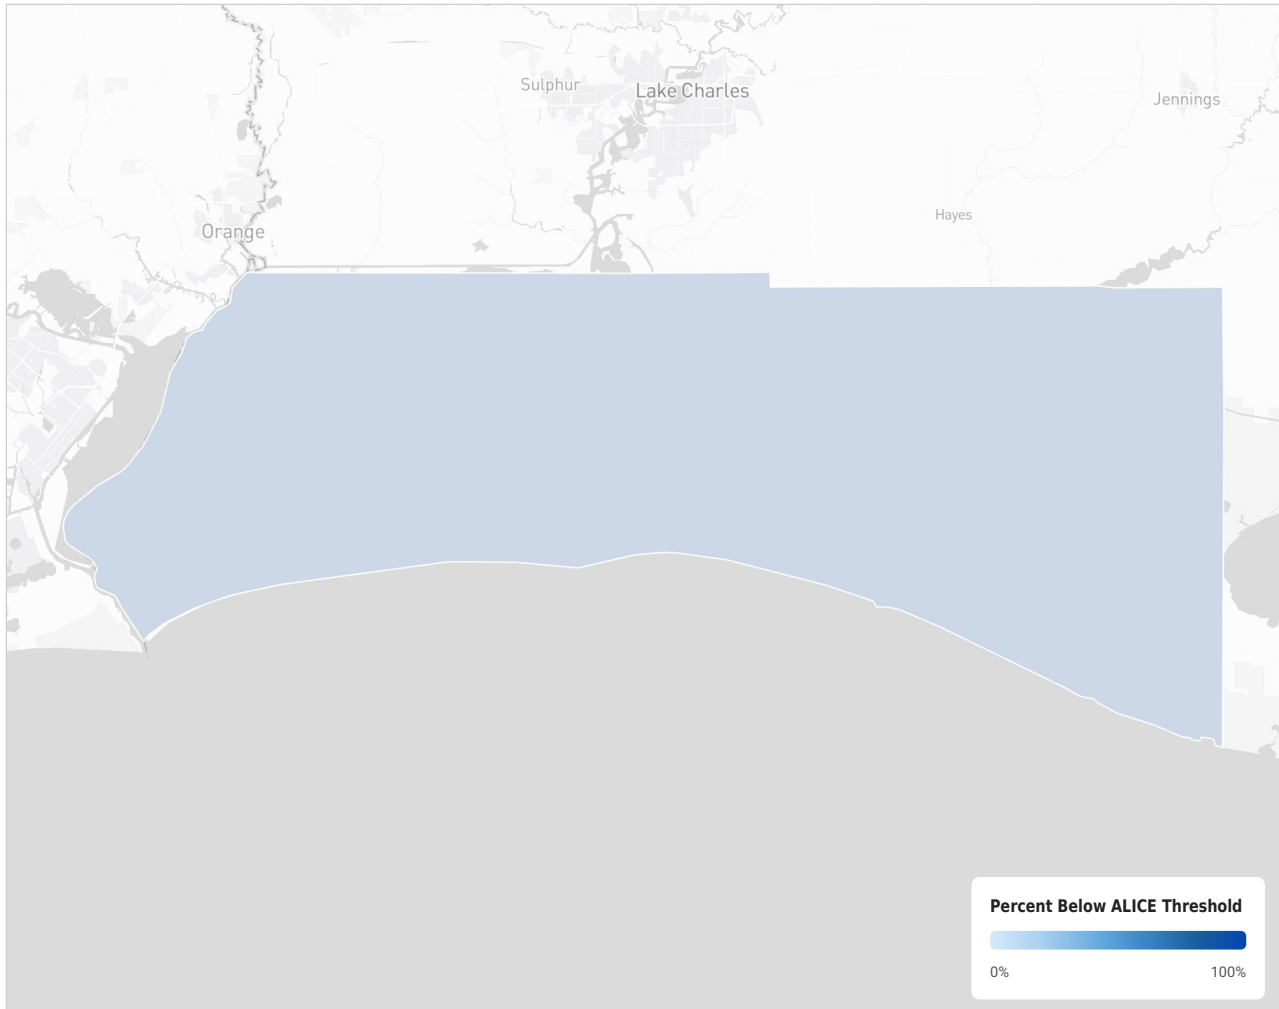 Sulphur
Lake Charles
Jennings
Hayes
Orange
Percent Below ALICE Threshold
0% 100%